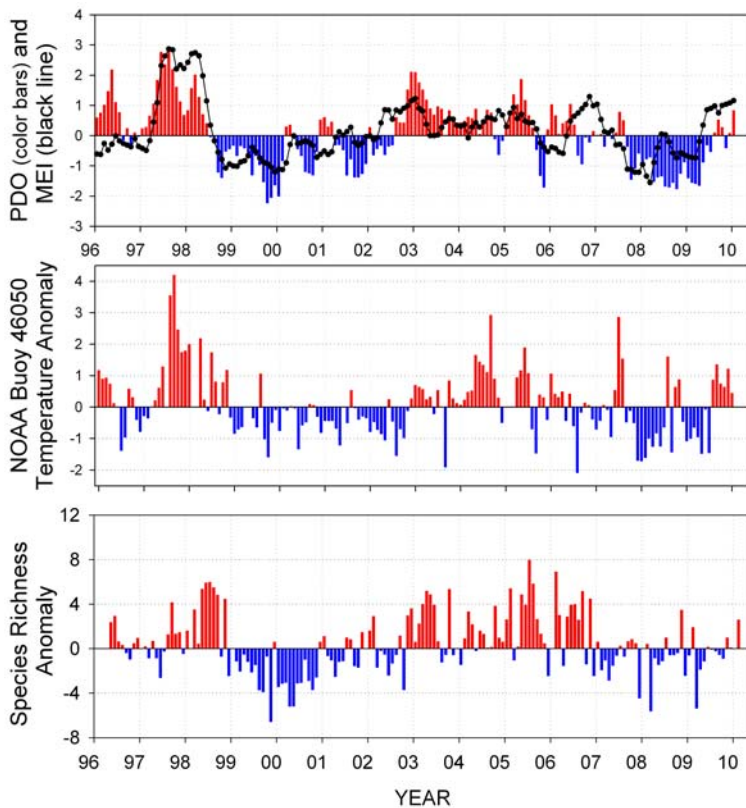 PDO (color bars) and
MEI (black line)
4
3
2
1
0
-1
-2
-3
96 97 98 99 00 01 02 03 04 05 06 07 08 09 10
NOAA Buoy 46050
Temperature Anomaly
4
3
2
1
0
-1
-2
Species Richness
Anomaly
12
8
4
0
-4
-8
96 97 98 99 00 01 02 03 04 05 06 07 08 09 10
YEAR